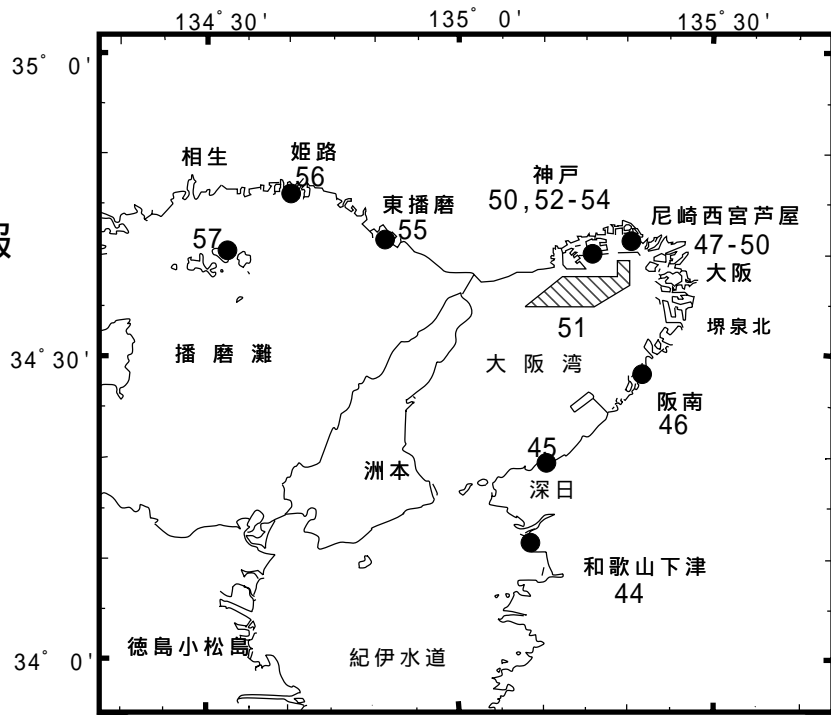 134° 30'
135° 0'
135° 30'
35° 0'
相生
姫路
56
神戸
50,52-54
東播磨
55
尼崎西宮芦屋
47-50
57
報
大阪
51
堺泉北
34° 30'
播磨灘
大阪湾
阪南
46
45
洲本
深日
和歌山下津
44
徳島小松島
紀伊水道
34° 0'